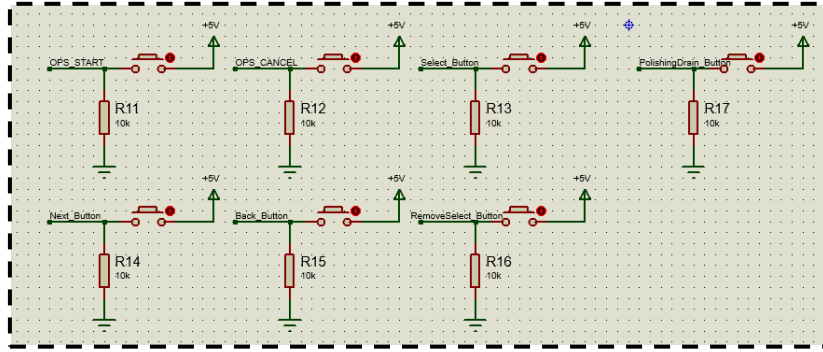 +5V +5V +5V +5V
OPS_START OPS_CANCEL Select_Button PolishingDrain_Button
R11 R12 R13 R17
10k 10k 10k 10k
+5V +5V +5V
Next_Button Back_Button RemoveSelect_Button
R14 R15 R16
10k 10k 10k